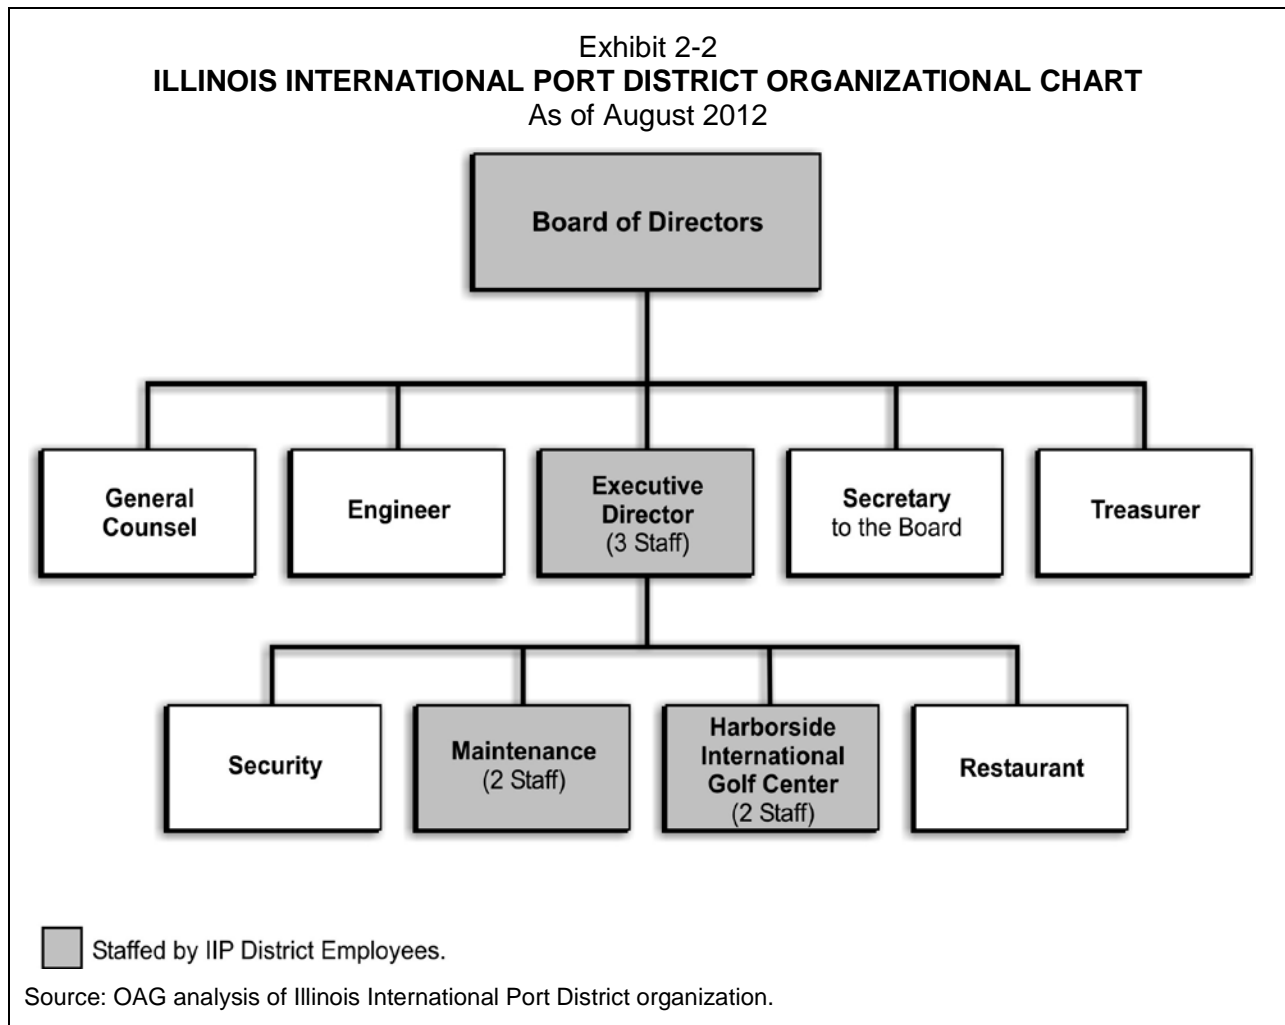 Exhibit 2-2
ILLINOIS INTERNATIONAL PORT DISTRICT ORGANIZATIONAL CHART
As of August 2012
Board of Directors
General
Counsel
Engineer
Executive
Director
(3 Staff)
Secretary
to the Board
Treasurer
Security
Maintenance
(2 Staff)
Harborside
International
Golf Center
(2 Staff)
Restaurant
Staffed by IIP District Employees.
Source: OAG analysis of Illinois International Port District organization.